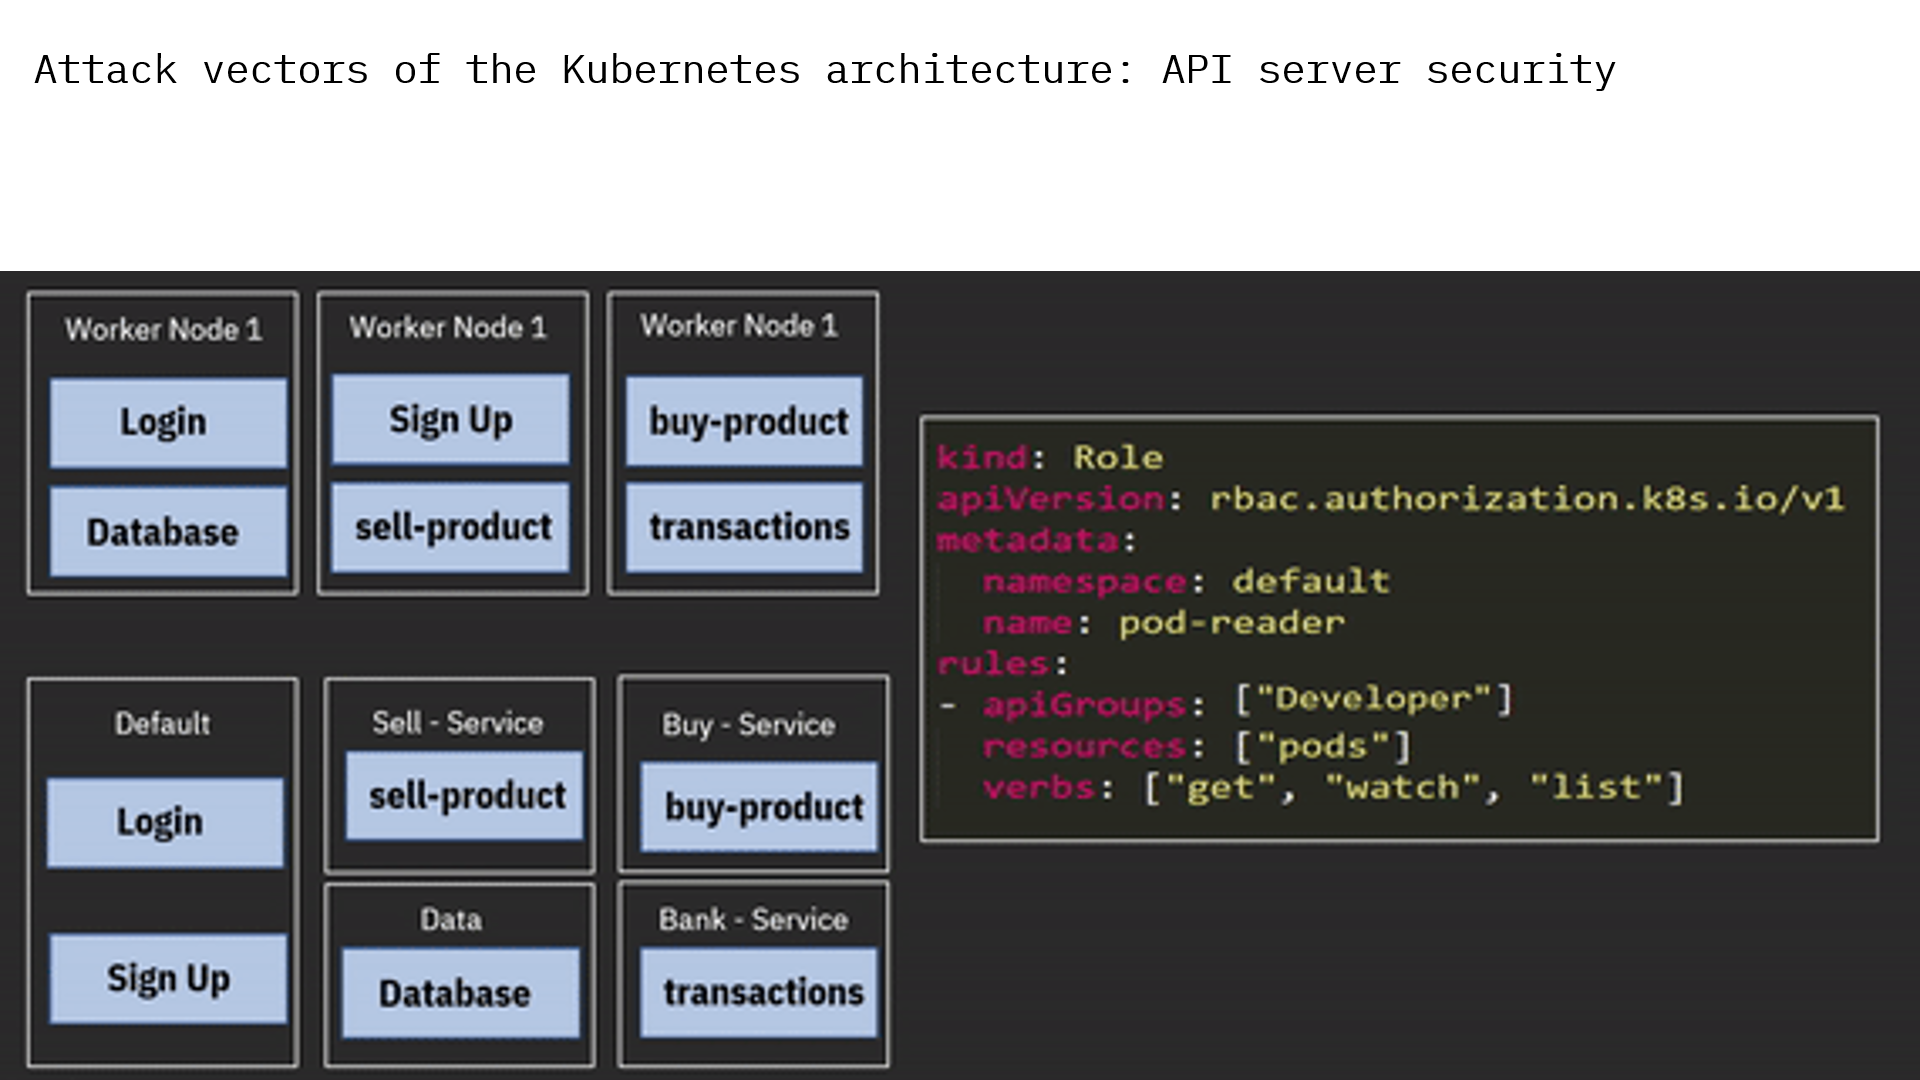 Attack vectors of the Kubernetes architecture: API server security
Worker Node 1
Login
Database
Worker Node 1
Sign Up
sell-product
Worker Node 1
buy-product
transactions
Default
Login
Sign Up
Sell - Service
sell-product
Data
Database
Buy - Service
buy-product
Bank - Service
transactions
kind: Role
apiVersion: rbac.authorization.k8s.io/v1
metadata:
  namespace: default
  name: pod-reader
rules:
- apiGroups: ["Developer"]
  resources: ["pods"]
  verbs: ["get", "watch", "list"]